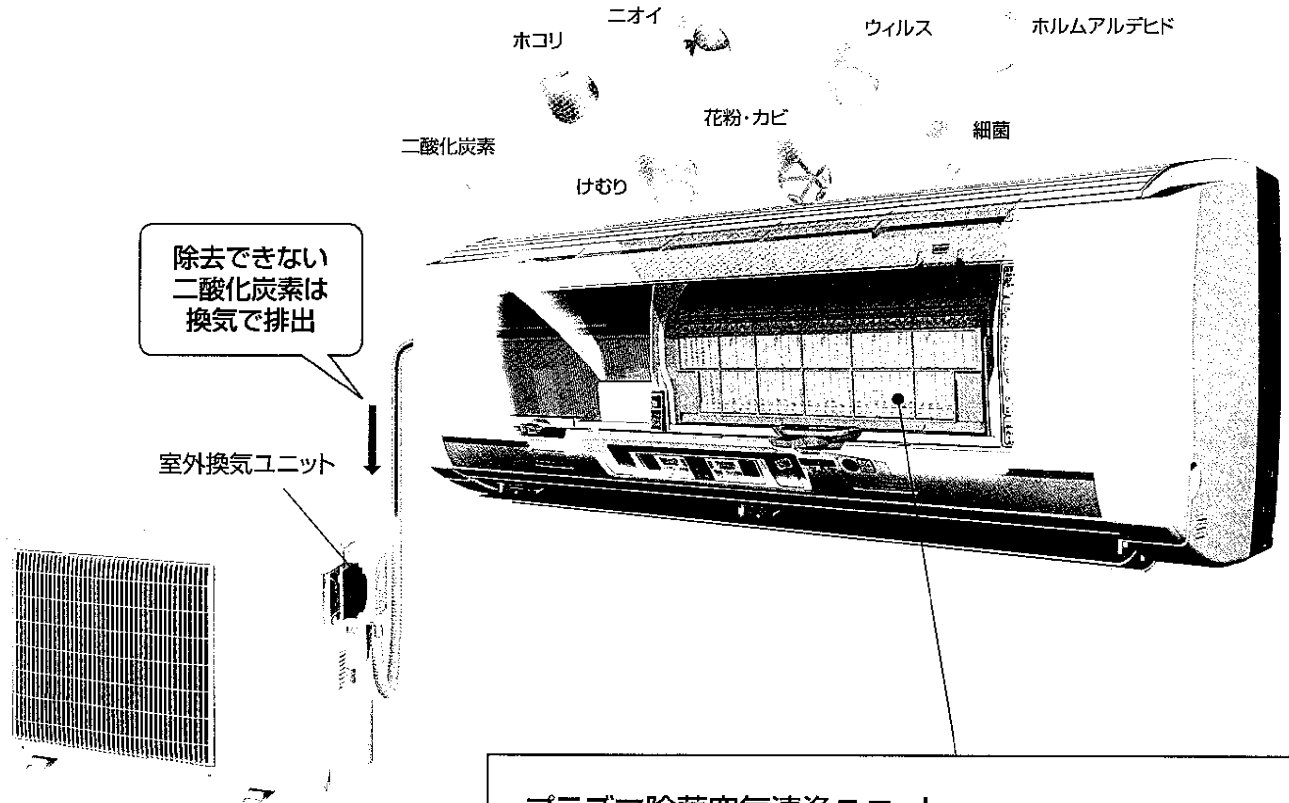 ニオイ
ホコリ
ウィルス
ホルムアルデヒド
花粉・カビ
細菌
二酸化炭素
けむり
除去できない
二酸化炭素は
換気で排出
室外換気ユニット